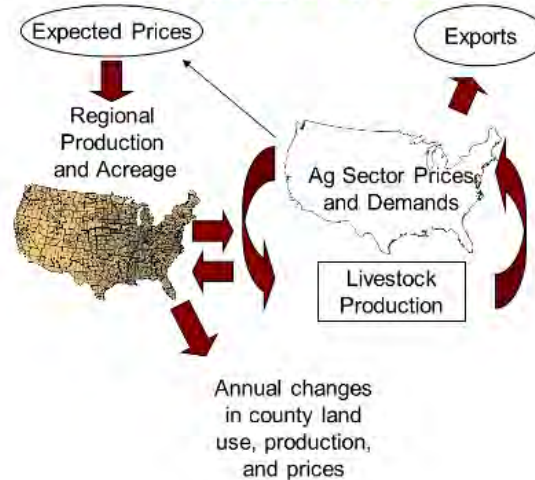 Expected Prices
Exports
Regional
Production
and Acreage
Ag Sector Prices
and Demands
Livestock
Production
Annual changes
in county land
use, production,
and prices